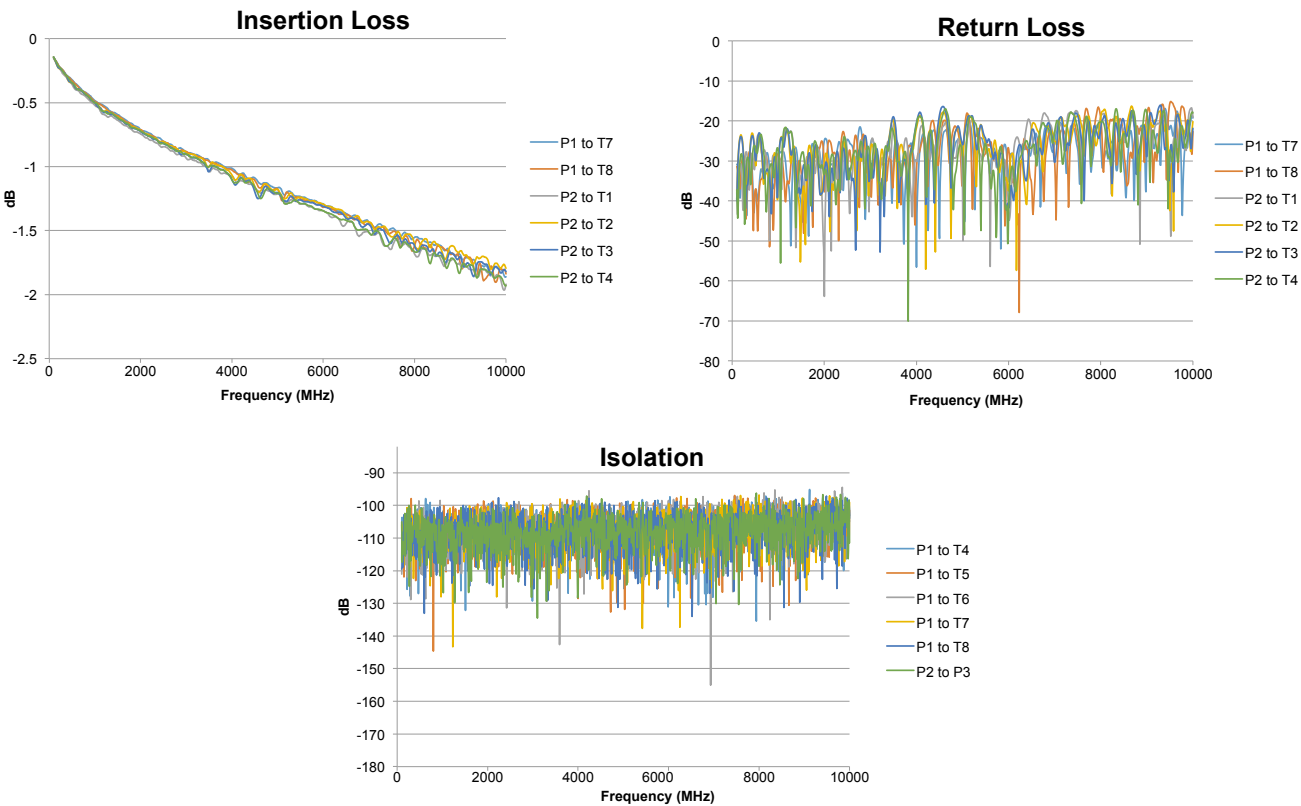 Insertion Loss
0
-0.5
-1
-1.5
-2
-2.5
dB
0
2000
4000
6000
8000
10000
Frequency (MHz)
P1 to T7
P1 to T8
P2 to T1
P2 to T2
P2 to T3
P2 to T4
Return Loss
0
-10
-20
-30
-40
-50
-60
-70
-80
dB
0
2000
4000
6000
8000
10000
Frequency (MHz)
P1 to T7
P1 to T8
P2 to T1
P2 to T2
P2 to T3
P2 to T4
Isolation
-90
-100
-110
-120
-130
-140
-150
-160
-170
-180
dB
0
2000
4000
6000
8000
10000
Frequency (MHz)
P1 to T4
P1 to T5
P1 to T6
P1 to T7
P1 to T8
P2 to P3